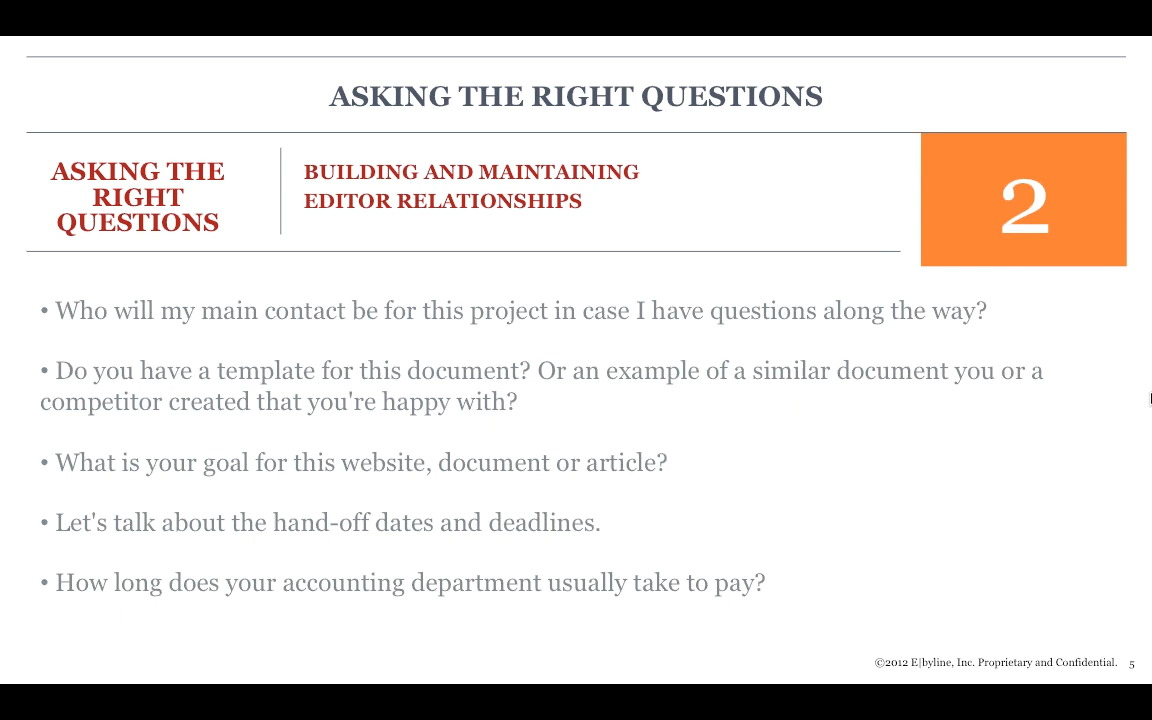 ASKING THE RIGHT QUESTIONS
ASKING THE
RIGHT
QUESTIONS
BUILDING AND MAINTAINING
EDITOR RELATIONSHIPS
2
• Who will my main contact be for this project in case I have questions along the way?
• Do you have a template for this document? Or an example of a similar document you or a
competitor created that you're happy with?
• What is your goal for this website, document or article?
• Let's talk about the hand-off dates and deadlines.
• How long does your accounting department usually take to pay?
©2012 E|byline, Inc. Proprietary and Confidential. 5